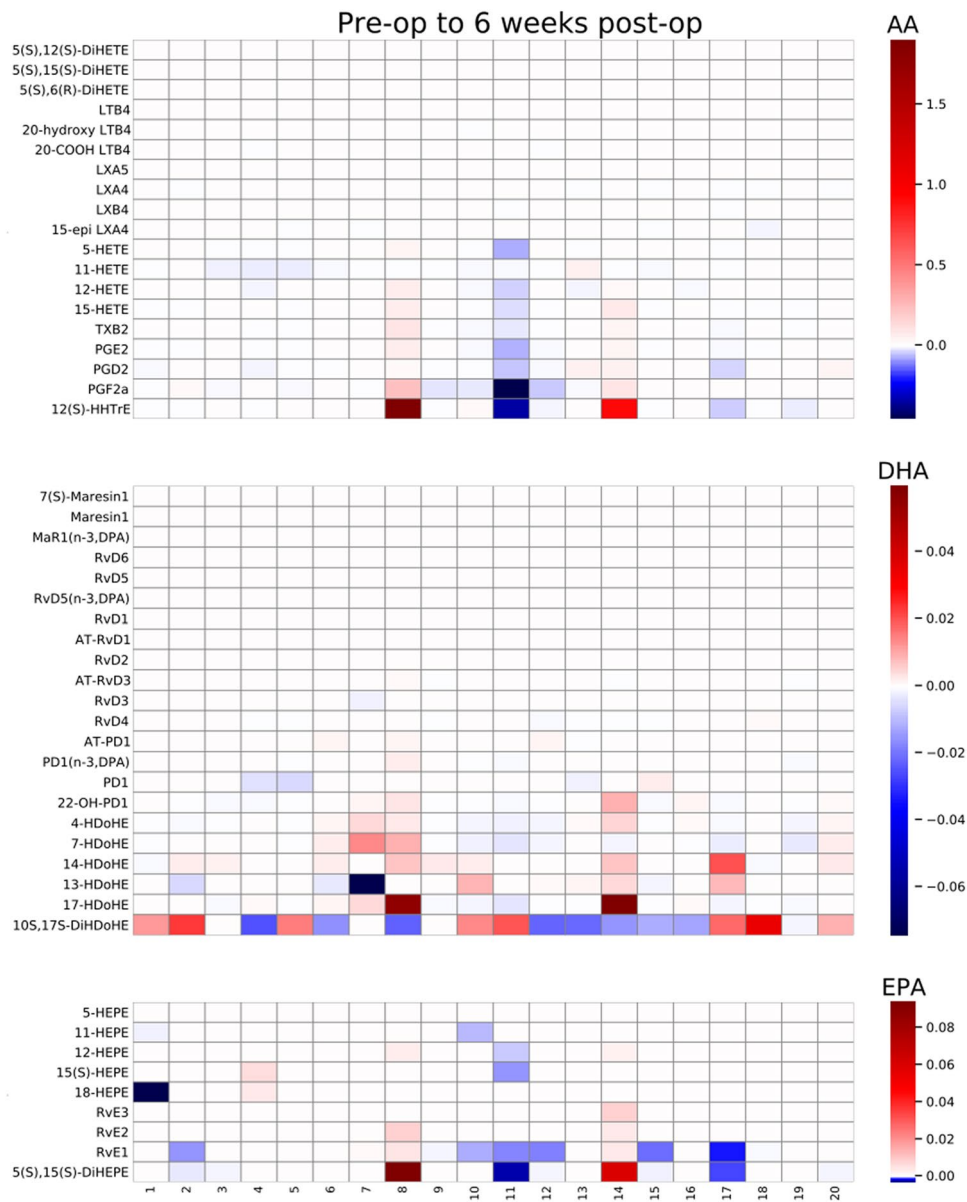 Pre-op to 6 weeks post-op
AA
5(S),12(S)-DiHETE
5(S),15(S)-DiHETE
5(S),6(R)-DiHETE
LTB4
20-hydroxy LTB4
20-COOH LTB4
LXA5
LXA4
LXB4
15-epi LXA4
5-HETE
11-HETE
12-HETE
15-HETE
TXB2
PGE2
PGD2
PGF2a
12(S)-HHTrE
1.5
1.0
0.5
0.0
DHA
7(S)-Maresin1
Maresin1
MaR1(n-3,DPA)
RvD6
RvD5
RvD5(n-3,DPA)
RvD1
AT-RvD1
RvD2
AT-RvD3
RvD3
RvD4
AT-PD1
PD1(n-3,DPA)
PD1
22-OH-PD1
4-HDoHE
7-HDoHE
14-HDoHE
13-HDoHE
17-HDoHE
10S,17S-DiHDoHE
0.04
0.02
0.00
−0.02
−0.04
−0.06
EPA
5-HEPE
11-HEPE
12-HEPE
15(S)-HEPE
18-HEPE
RvE3
RvE2
RvE1
5(S),15(S)-DiHEPE
0.08
0.06
0.04
0.02
0.00
1 2 3 4 5 6 7 8 9 10 11 12 13 14 15 16 17 18 19 20